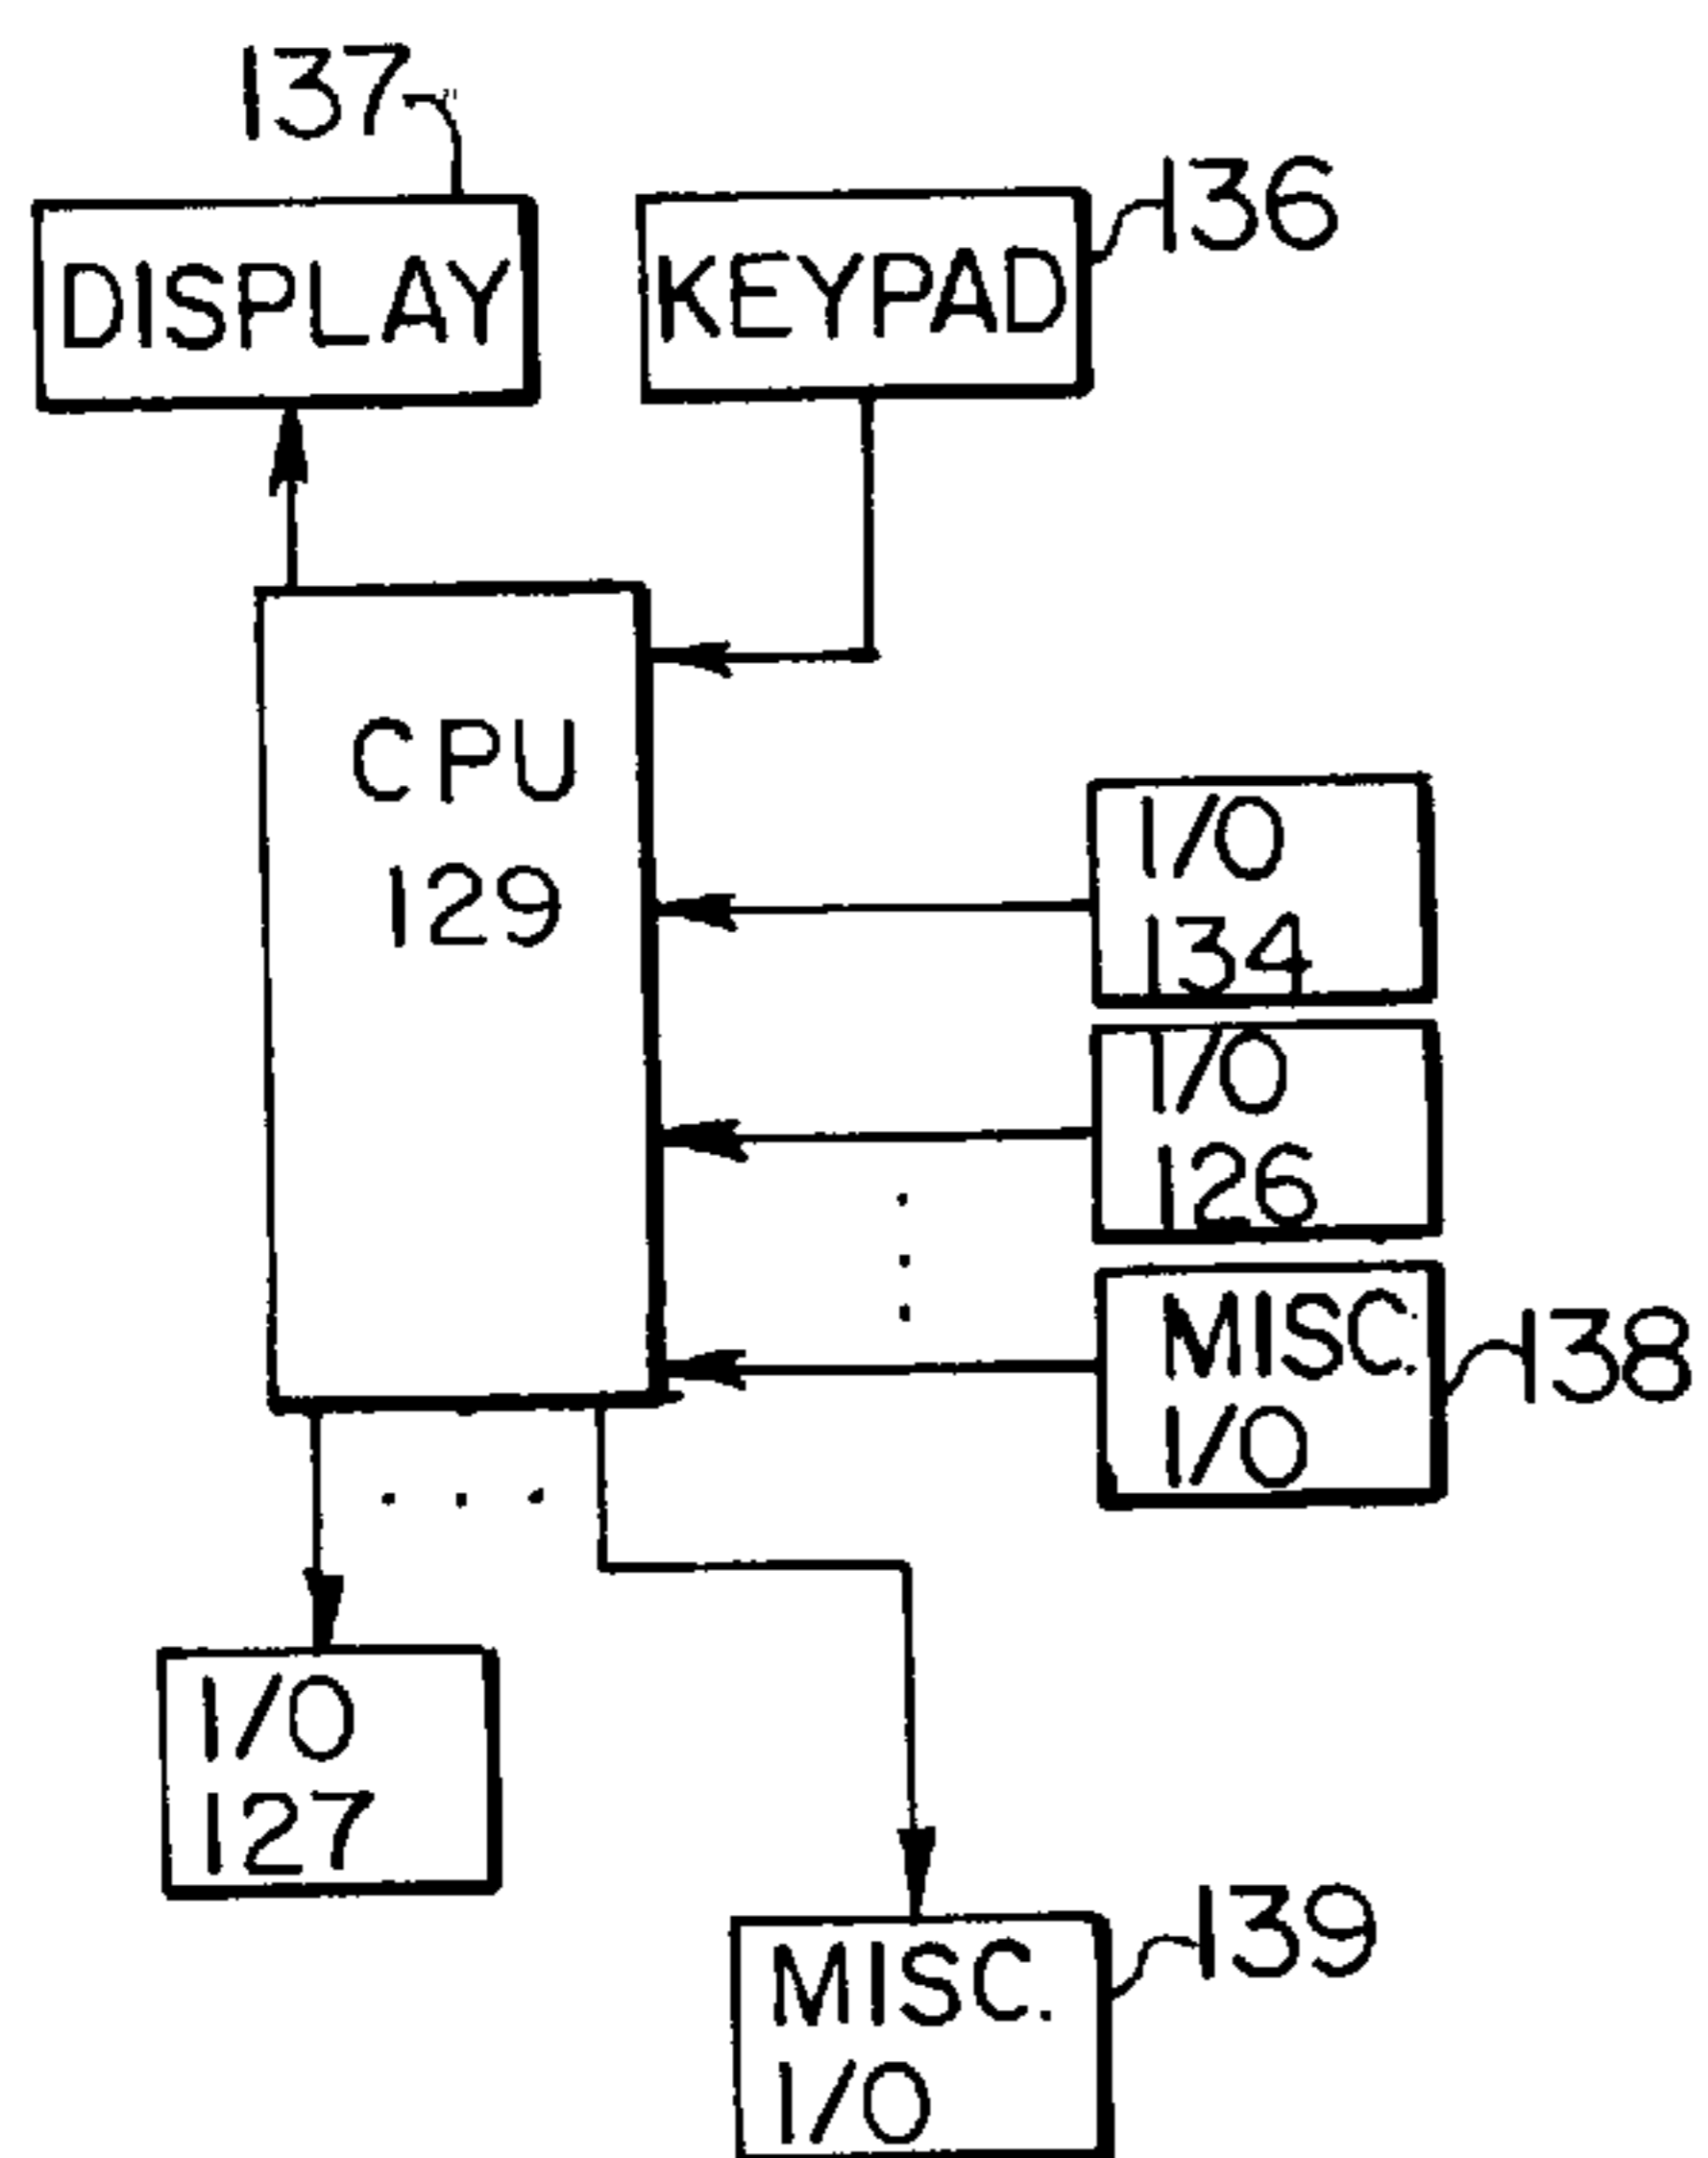 137
136
DISPLAY
KEYPAD
CPU
129
I/O
134
I/O
126
MISC.
I/O
138
I/O
127
MISC.
I/O
139